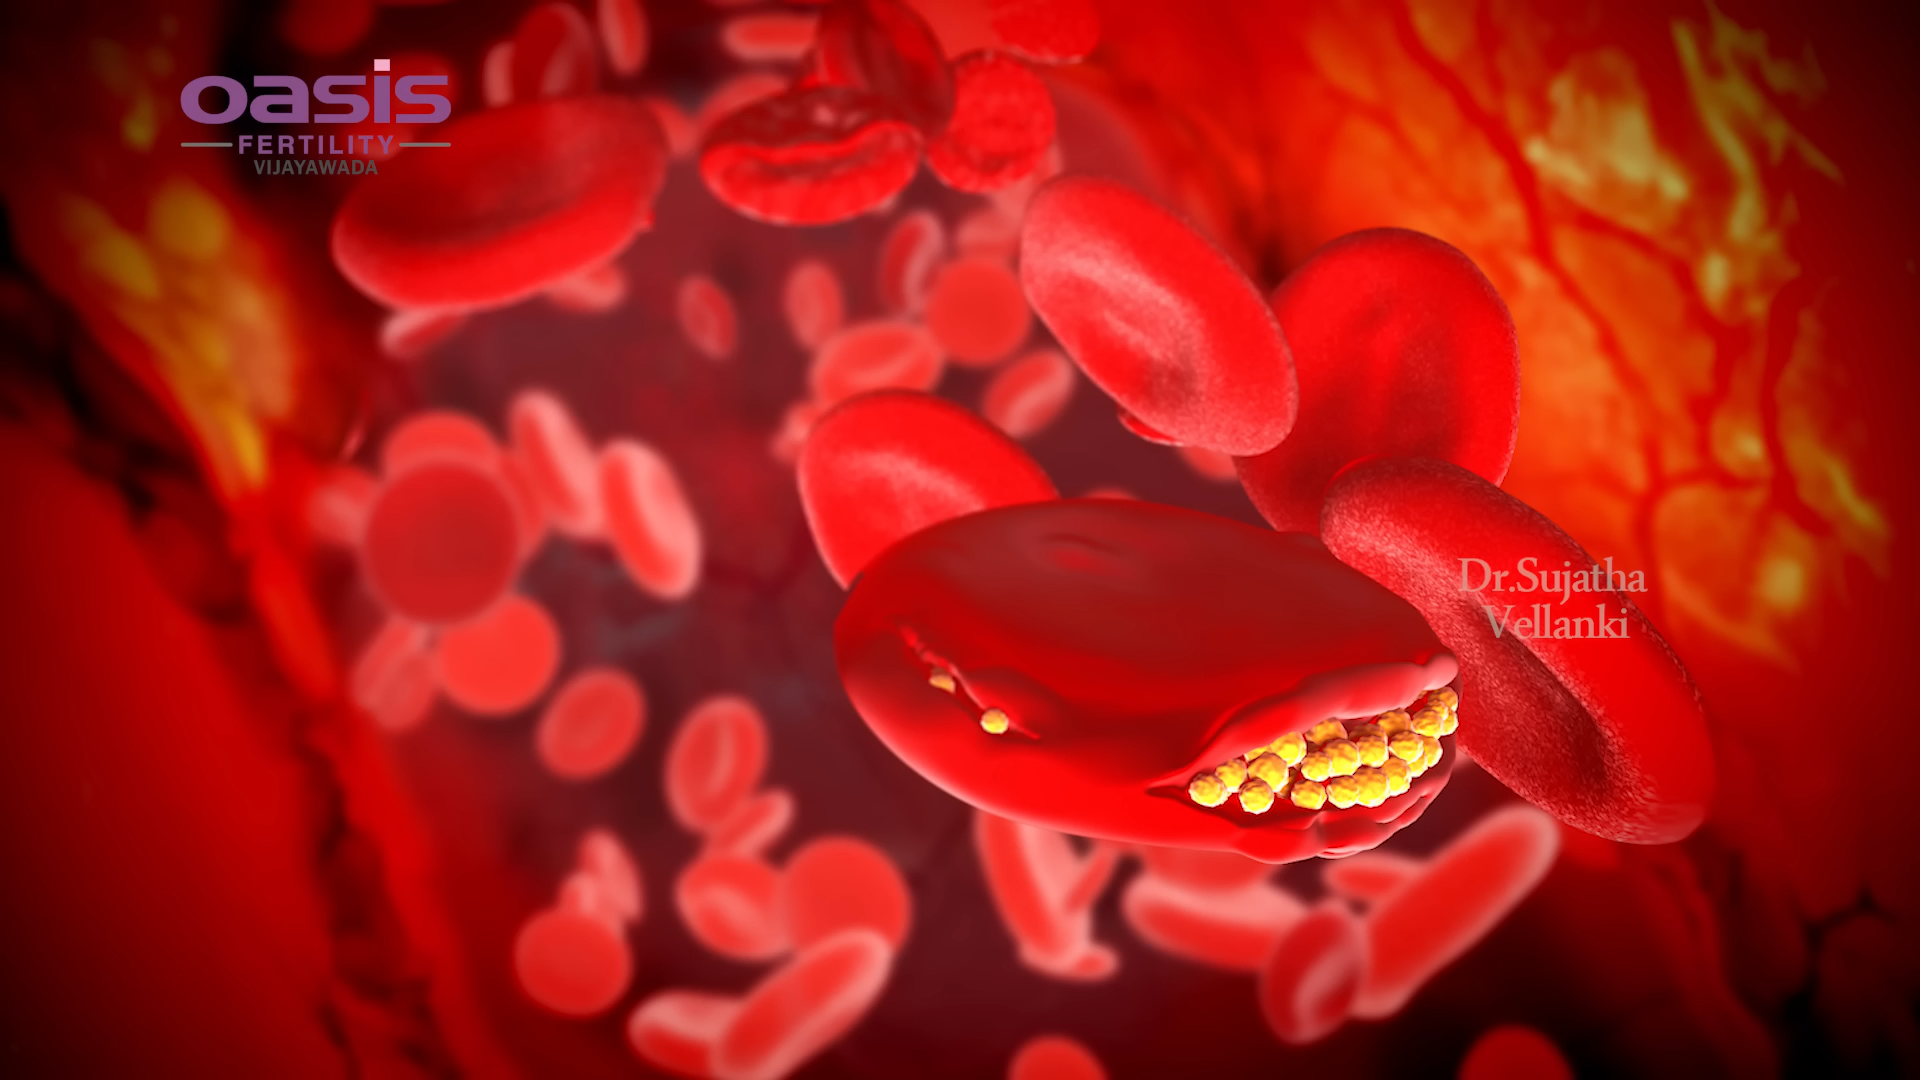 oasis
FERTILITY
VIJAYAWADA
Dr.Sujatha
Vellanki